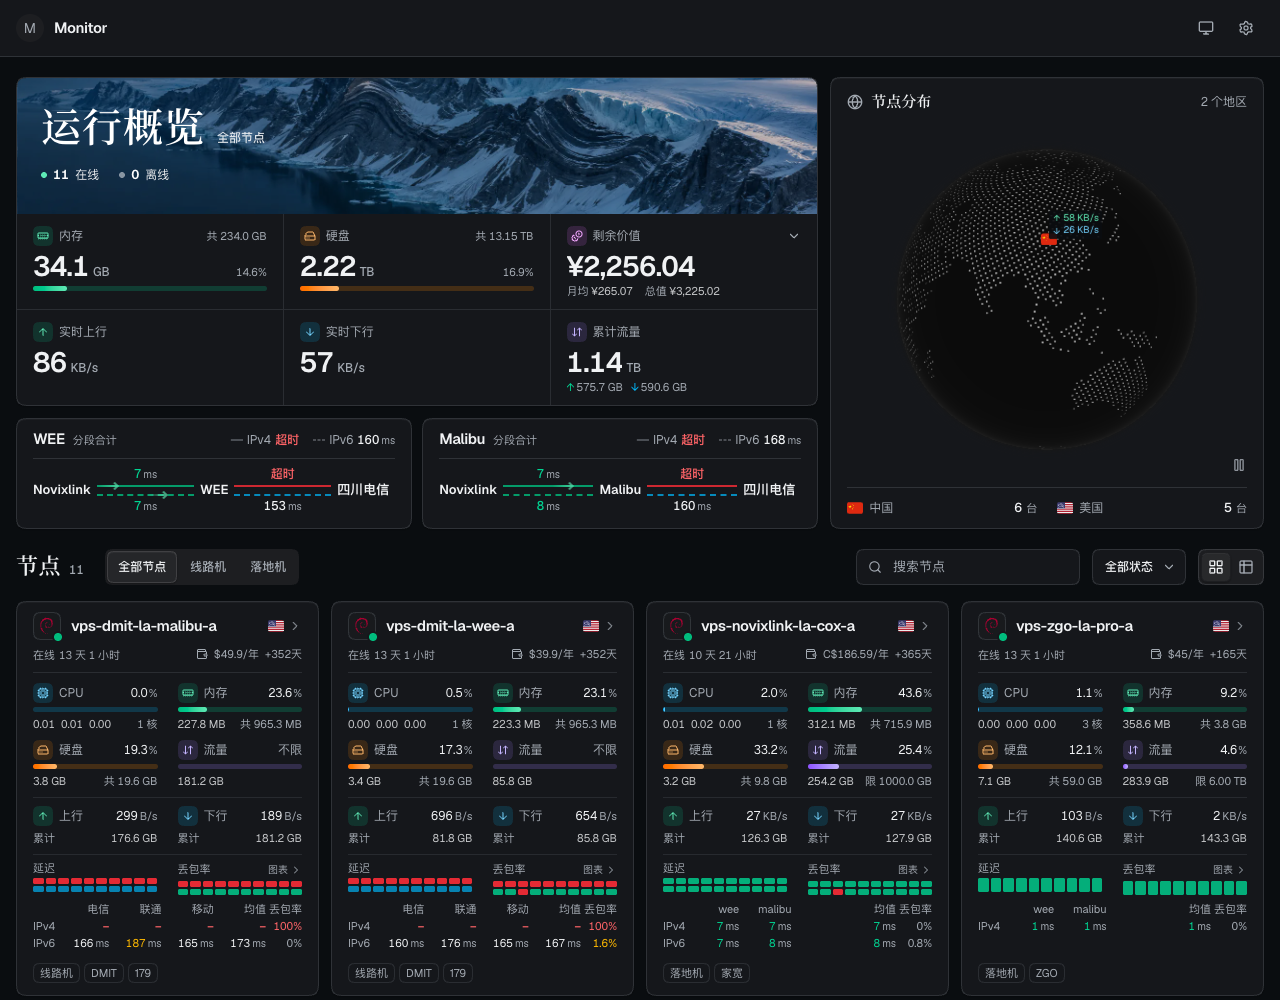 M Monitor
运行概览 全部节点
11 在线 0 离线
内存 共 234.0 GB
34.1 GB 14.6%
硬盘 共 13.15 TB
2.22 TB 16.9%
剩余价值
¥2,256.04
月均 ¥265.07 总值 ¥3,225.02
实时上行
86 KB/s
实时下行
57 KB/s
累计流量
1.14 TB
↑ 575.7 GB ↓ 590.6 GB
节点分布 2 个地区
↑ 58 KB/s
↓ 26 KB/s
中国 6 台 美国 5 台
WEE 分段合计 — IPv4 超时 --- IPv6 160 ms
7 ms 超时
Novixlink WEE 四川电信
7 ms 153 ms
Malibu 分段合计 — IPv4 超时 --- IPv6 168 ms
7 ms 超时
Novixlink Malibu 四川电信
8 ms 160 ms
节点 11 全部节点 线路机 落地机 搜索节点 全部状态
vps-dmit-la-malibu-a
在线 13 天 1 小时 $49.9/年 +352天
CPU 0.0% 内存 23.6%
0.01 0.02 0.00 1 核 227.8 MB 共 965.3 MB
硬盘 19.3% 流量 不限
3.8 GB 共 19.6 GB 181.2 GB
上行 299 B/s 下行 189 B/s
累计 176.6 GB 累计 181.2 GB
延迟 丢包率 图表
电信 联通 移动 均值 丢包率
IPv4 – – – – 100%
IPv6 166 ms 187 ms 165 ms 173 ms 0%
线路机 DMIT 179
vps-dmit-la-wee-a
在线 13 天 1 小时 $39.9/年 +352天
CPU 0.5% 内存 23.1%
0.00 0.00 0.00 1 核 223.3 MB 共 965.3 MB
硬盘 17.3% 流量 不限
3.4 GB 共 19.6 GB 85.8 GB
上行 696 B/s 下行 654 B/s
累计 81.8 GB 累计 85.8 GB
延迟 丢包率 图表
电信 联通 移动 均值 丢包率
IPv4 – – – – 100%
IPv6 160 ms 176 ms 165 ms 167 ms 1.6%
线路机 DMIT 179
vps-novixlink-la-cox-a
在线 10 天 21 小时 C$186.59/年 +365天
CPU 2.0% 内存 43.6%
0.01 0.02 0.00 1 核 312.1 MB 共 715.9 MB
硬盘 33.2% 流量 25.4%
3.2 GB 共 9.8 GB 254.2 GB 限 1000.0 GB
上行 27 KB/s 下行 27 KB/s
累计 126.3 GB 累计 127.9 GB
延迟 丢包率 图表
wee malibu 均值 丢包率
IPv4 7 ms 7 ms 7 ms 0%
IPv6 7 ms 8 ms 8 ms 0.8%
落地机 家宽
vps-zgo-la-pro-a
在线 13 天 1 小时 $45/年 +165天
CPU 1.1% 内存 9.2%
0.00 0.00 0.00 3 核 358.6 MB 共 3.8 GB
硬盘 12.1% 流量 4.6%
7.1 GB 共 59.0 GB 283.9 GB 限 6.00 TB
上行 103 B/s 下行 2 KB/s
累计 140.6 GB 累计 143.3 GB
延迟 丢包率 图表
wee malibu 均值 丢包率
IPv4 1 ms 1 ms 1 ms 0%
落地机 ZGO